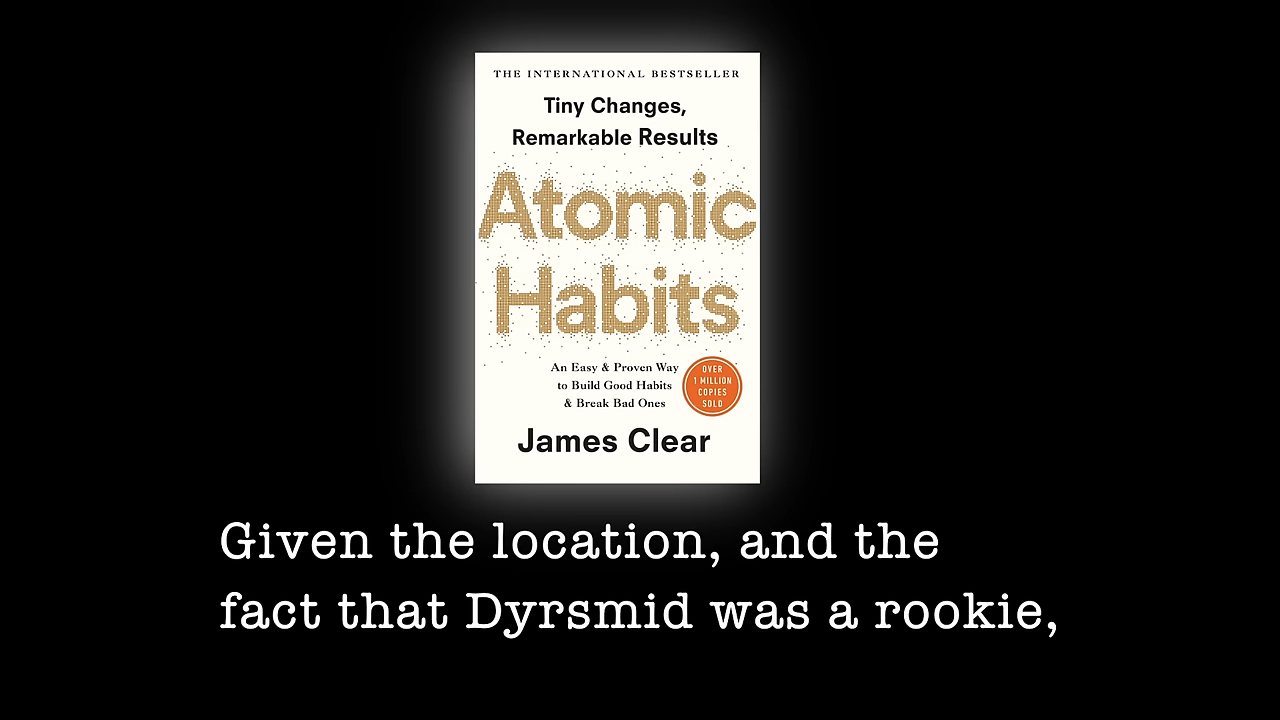 THE INTERNATIONAL BESTSELLER
Tiny Changes,
Remarkable Results
Atomic
Habits
An Easy & Proven Way
to Build Good Habits
& Break Bad Ones
OVER
1 MILLION
COPIES
SOLD
James Clear
Given the location, and the
fact that Dyrsmid was a rookie,